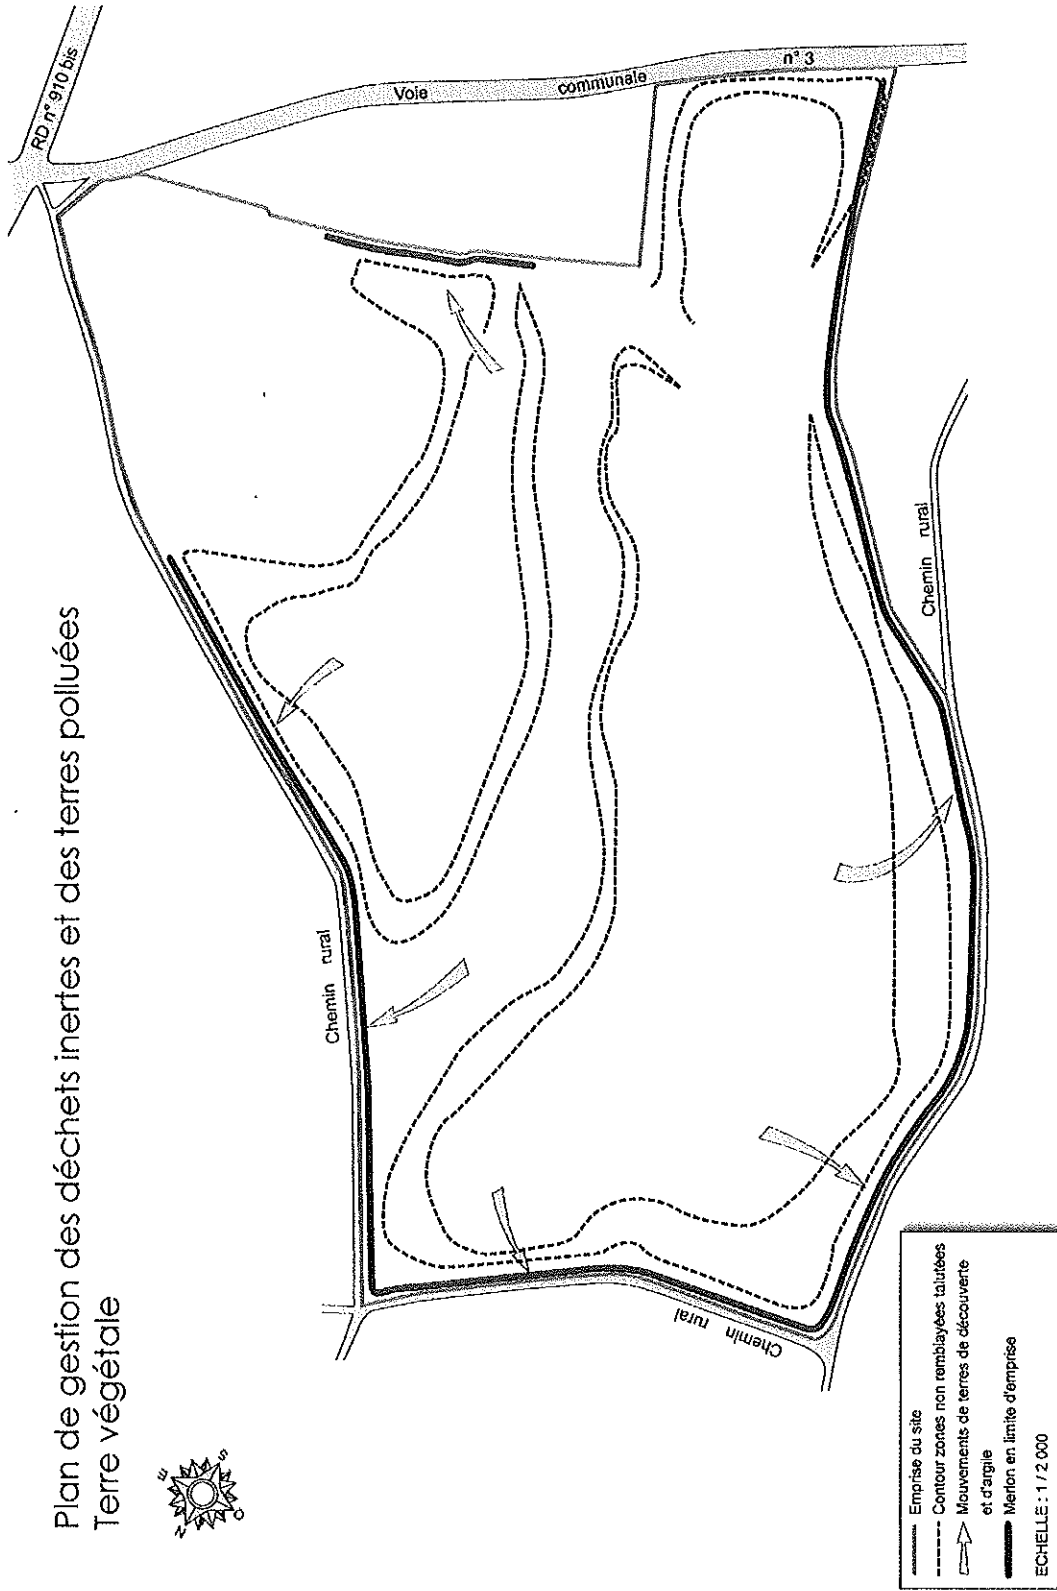 Plan de gestion des déchets inertes et des terres polluées
Terre végétale
N
E
S
O
RD n° 910 bis
Voie communale n° 3
Chemin rural
Chemin rural
Chemin rural
Emprise du site
Contour zones non remblayées talutées
Mouvements de terres de découverte
et d'argile
Merlon en limite d'emprise
ECHELLE : 1 / 2 000